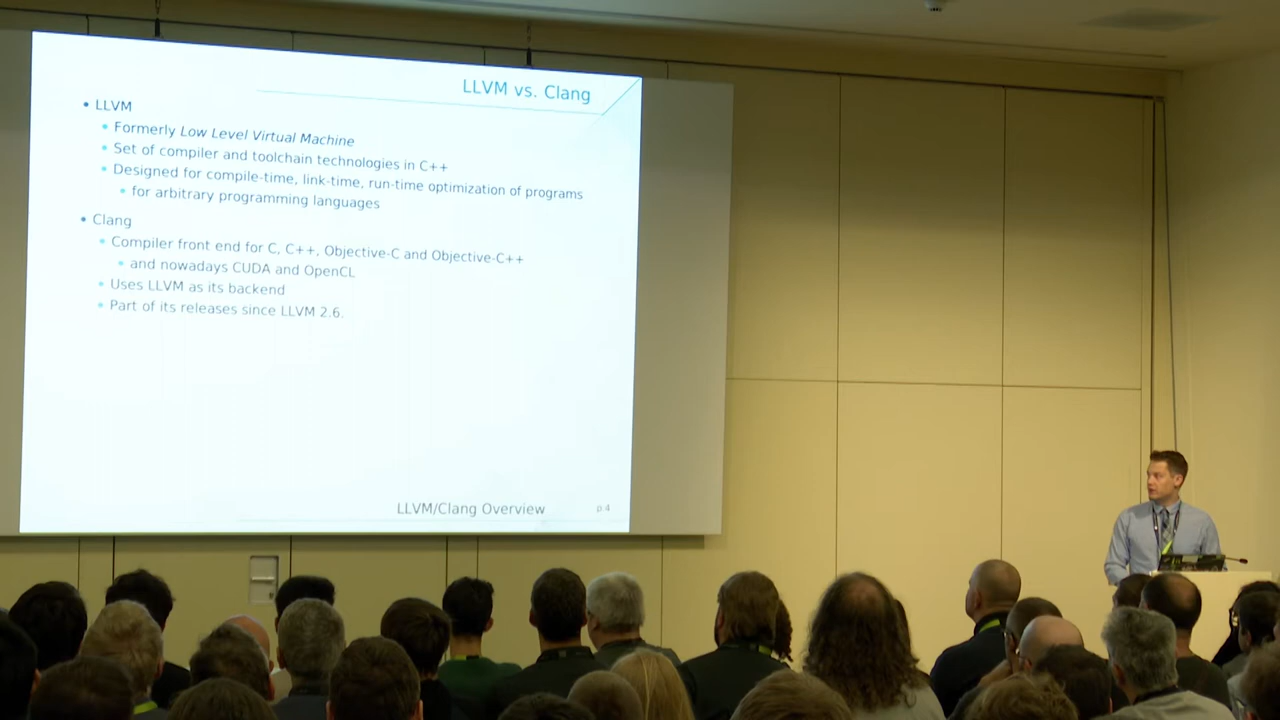 LLVM vs. Clang
• LLVM
• Formerly Low Level Virtual Machine
• Set of compiler and toolchain technologies in C++
• Designed for compile-time, link-time, run-time optimization of programs
• for arbitrary programming languages
• Clang
• Compiler front end for C, C++, Objective-C and Objective-C++
• and nowadays CUDA and OpenCL
• Uses LLVM as its backend
• Part of its releases since LLVM 2.6.
LLVM/Clang Overview
p.4